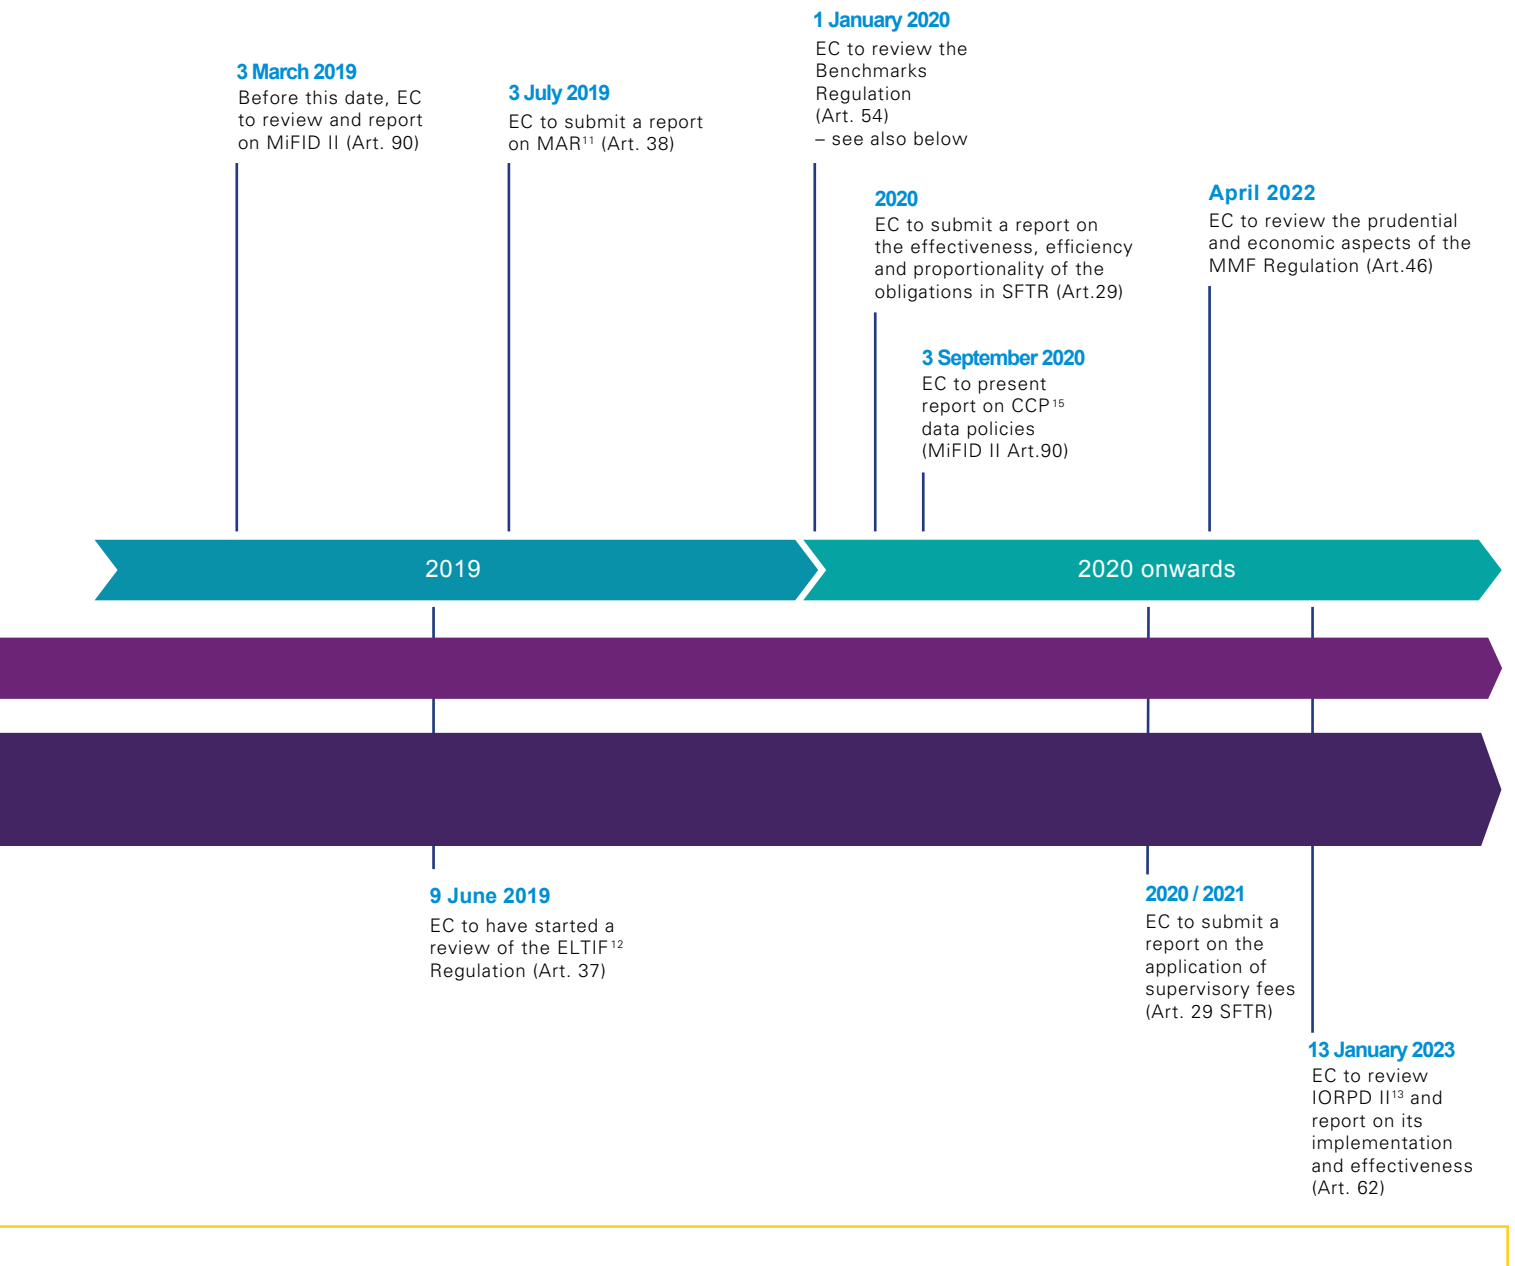 1 January 2020
EC to review the
Benchmarks
Regulation
(Art. 54)
– see also below
3 March 2019
Before this date, EC
to review and report
on MiFID II (Art. 90)
3 July 2019
EC to submit a report
on MAR¹¹ (Art. 38)
2020
EC to submit a report on
the effectiveness, efficiency
and proportionality of the
obligations in SFTR (Art.29)
April 2022
EC to review the prudential
and economic aspects of the
MMF Regulation (Art.46)
3 September 2020
EC to present
report on CCP¹⁵
data policies
(MiFID II Art.90)
2019
2020 onwards
9 June 2019
EC to have started a
review of the ELTIF¹²
Regulation (Art. 37)
2020 / 2021
EC to submit a
report on the
application of
supervisory fees
(Art. 29 SFTR)
13 January 2023
EC to review
IORPD II¹³ and
report on its
implementation
and effectiveness
(Art. 62)